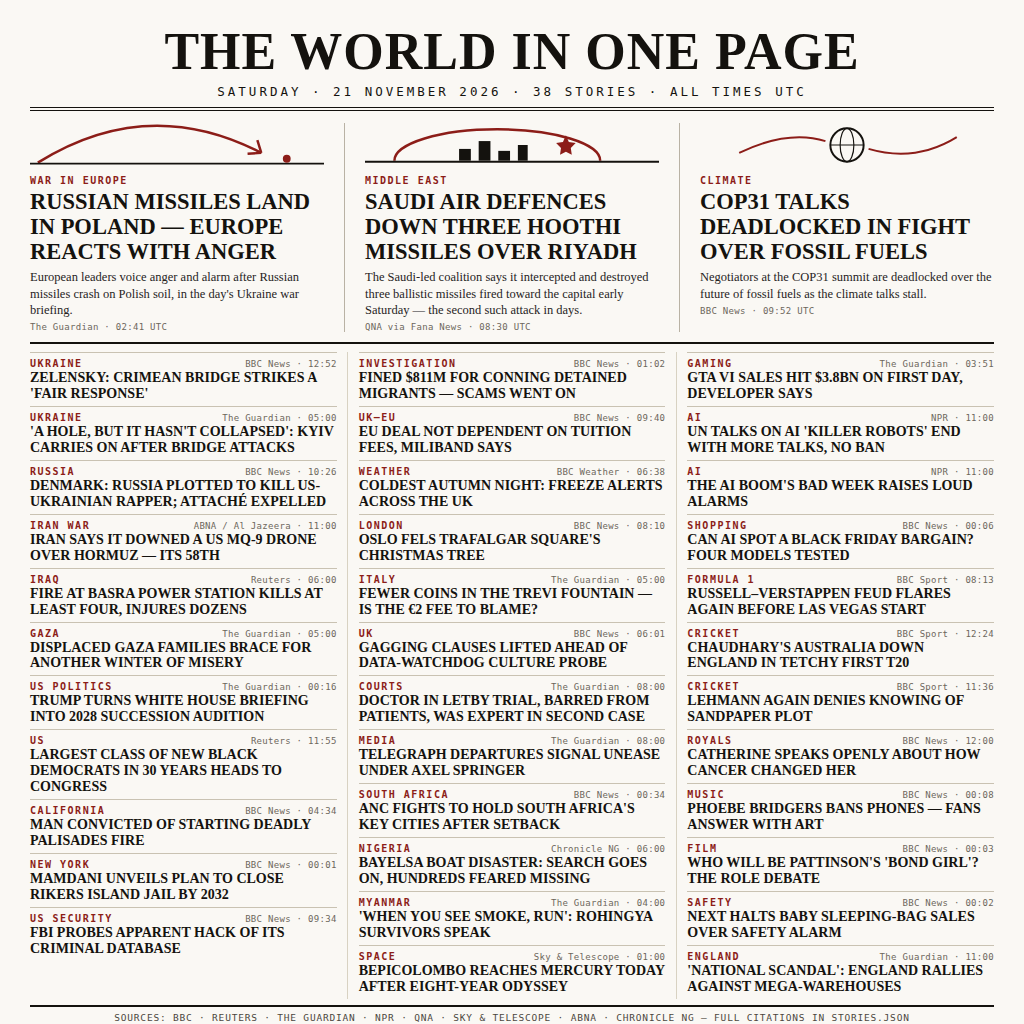 THE WORLD IN ONE PAGE
SATURDAY · 21 NOVEMBER 2026 · 38 STORIES · ALL TIMES UTC
WAR IN EUROPE
RUSSIAN MISSILES LAND
IN POLAND — EUROPE
REACTS WITH ANGER
European leaders voice anger and alarm after Russian
missiles crash on Polish soil, in the day's Ukraine war
briefing.
The Guardian · 02:41 UTC
MIDDLE EAST
SAUDI AIR DEFENCES
DOWN THREE HOOTHI
MISSILES OVER RIYADH
The Saudi-led coalition says it intercepted and destroyed
three ballistic missiles fired toward the capital early
Saturday — the second such attack in days.
QNA via Fana News · 08:30 UTC
CLIMATE
COP31 TALKS
DEADLOCKED IN FIGHT
OVER FOSSIL FUELS
Negotiators at the COP31 summit are deadlocked over the
future of fossil fuels as the climate talks stall.
BBC News · 09:52 UTC
UKRAINE BBC News · 12:52
ZELENSKY: CRIMEAN BRIDGE STRIKES A
'FAIR RESPONSE'
UKRAINE The Guardian · 05:00
'A HOLE, BUT IT HASN'T COLLAPSED': KYIV
CARRIES ON AFTER BRIDGE ATTACKS
RUSSIA BBC News · 10:26
DENMARK: RUSSIA PLOTTED TO KILL US-
UKRAINIAN RAPPER; ATTACHÉ EXPELLED
IRAN WAR ABNA / Al Jazeera · 11:00
IRAN SAYS IT DOWNED A US MQ-9 DRONE
OVER HORMUZ — ITS 58TH
IRAQ Reuters · 06:00
FIRE AT BASRA POWER STATION KILLS AT
LEAST FOUR, INJURES DOZENS
GAZA The Guardian · 05:00
DISPLACED GAZA FAMILIES BRACE FOR
ANOTHER WINTER OF MISERY
US POLITICS The Guardian · 00:16
TRUMP TURNS WHITE HOUSE BRIEFING
INTO 2028 SUCCESSION AUDITION
US Reuters · 11:55
LARGEST CLASS OF NEW BLACK
DEMOCRATS IN 30 YEARS HEADS TO
CONGRESS
CALIFORNIA BBC News · 04:34
MAN CONVICTED OF STARTING DEADLY
PALISADES FIRE
NEW YORK BBC News · 00:01
MAMDANI UNVEILS PLAN TO CLOSE
RIKERS ISLAND JAIL BY 2032
US SECURITY BBC News · 09:34
FBI PROBES APPARENT HACK OF ITS
CRIMINAL DATABASE
INVESTIGATION BBC News · 01:02
FINED $811M FOR CONNING DETAINED
MIGRANTS — SCAMS WENT ON
UK–EU BBC News · 09:40
EU DEAL NOT DEPENDENT ON TUITION
FEES, MILIBAND SAYS
WEATHER BBC Weather · 06:38
COLDEST AUTUMN NIGHT: FREEZE ALERTS
ACROSS THE UK
LONDON BBC News · 08:10
OSLO FELS TRAFALGAR SQUARE'S
CHRISTMAS TREE
ITALY The Guardian · 05:00
FEWER COINS IN THE TREVI FOUNTAIN —
IS THE €2 FEE TO BLAME?
UK BBC News · 06:01
GAGGING CLAUSES LIFTED AHEAD OF
DATA-WATCHDOG CULTURE PROBE
COURTS The Guardian · 08:00
DOCTOR IN LETBY TRIAL, BARRED FROM
PATIENTS, WAS EXPERT IN SECOND CASE
MEDIA The Guardian · 08:00
TELEGRAPH DEPARTURES SIGNAL UNEASE
UNDER AXEL SPRINGER
SOUTH AFRICA BBC News · 00:34
ANC FIGHTS TO HOLD SOUTH AFRICA'S
KEY CITIES AFTER SETBACK
NIGERIA Chronicle NG · 06:00
BAYELSA BOAT DISASTER: SEARCH GOES
ON, HUNDREDS FEARED MISSING
MYANMAR The Guardian · 04:00
'WHEN YOU SEE SMOKE, RUN': ROHINGYA
SURVIVORS SPEAK
SPACE Sky & Telescope · 01:00
BEPICOLOMBO REACHES MERCURY TODAY
AFTER EIGHT-YEAR ODYSSEY
GAMING The Guardian · 03:51
GTA VI SALES HIT $3.8BN ON FIRST DAY,
DEVELOPER SAYS
AI NPR · 11:00
UN TALKS ON AI 'KILLER ROBOTS' END
WITH MORE TALKS, NO BAN
AI NPR · 11:00
THE AI BOOM'S BAD WEEK RAISES LOUD
ALARMS
SHOPPING BBC News · 00:06
CAN AI SPOT A BLACK FRIDAY BARGAIN?
FOUR MODELS TESTED
FORMULA 1 BBC Sport · 08:13
RUSSELL–VERSTAPPEN FEUD FLARES
AGAIN BEFORE LAS VEGAS START
CRICKET BBC Sport · 12:24
CHAUDHARY'S AUSTRALIA DOWN
ENGLAND IN TETCHY FIRST T20
CRICKET BBC Sport · 11:36
LEHMANN AGAIN DENIES KNOWING OF
SANDPAPER PLOT
ROYALS BBC News · 12:00
CATHERINE SPEAKS OPENLY ABOUT HOW
CANCER CHANGED HER
MUSIC BBC News · 00:08
PHOEBE BRIDGERS BANS PHONES — FANS
ANSWER WITH ART
FILM BBC News · 00:03
WHO WILL BE PATTINSON'S 'BOND GIRL'?
THE ROLE DEBATE
SAFETY BBC News · 00:02
NEXT HALTS BABY SLEEPING-BAG SALES
OVER SAFETY ALARM
ENGLAND The Guardian · 11:00
'NATIONAL SCANDAL': ENGLAND RALLIES
AGAINST MEGA-WAREHOUSES
SOURCES: BBC · REUTERS · THE GUARDIAN · NPR · QNA · SKY & TELESCOPE · ABNA · CHRONICLE NG — FULL CITATIONS IN STORIES.JSON